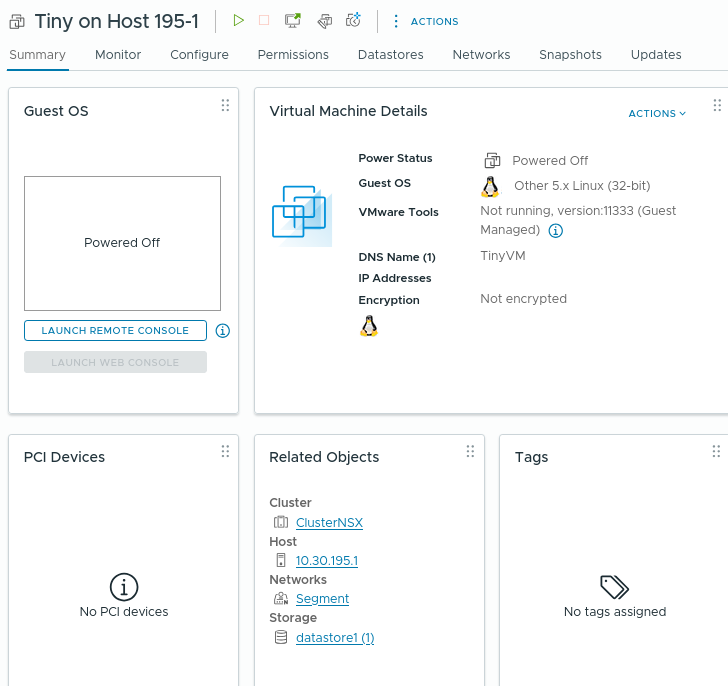 Tiny on Host 195-1
ACTIONS
Summary Monitor Configure Permissions Datastores Networks Snapshots Updates
Guest OS
Powered Off
LAUNCH REMOTE CONSOLE
LAUNCH WEB CONSOLE
Virtual Machine Details
ACTIONS
Power Status Powered Off
Guest OS Other 5.x Linux (32-bit)
VMware Tools Not running, version:11333 (Guest
Managed)
DNS Name (1) TinyVM
IP Addresses
Encryption Not encrypted
PCI Devices
No PCI devices
Related Objects
Cluster
ClusterNSX
Host
10.30.195.1
Networks
Segment
Storage
datastore1 (1)
Tags
No tags assigned